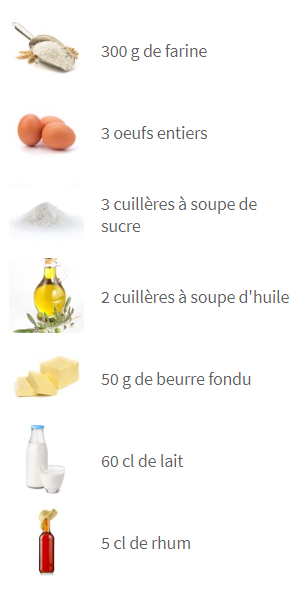 300 g de farine
3 oeufs entiers
3 cuillères à soupe de
sucre
2 cuillères à soupe d'huile
50 g de beurre fondu
60 cl de lait
5 cl de rhum